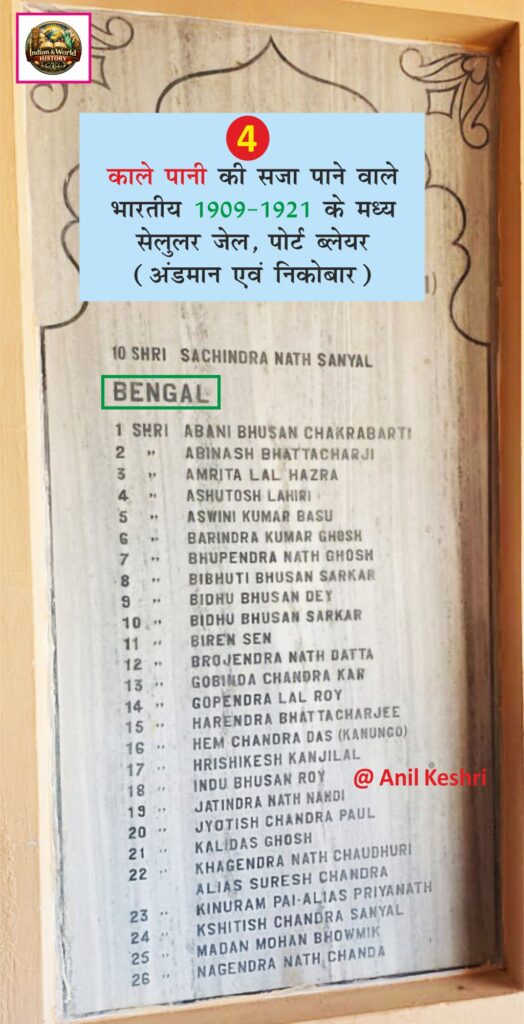 Indian & World
HISTORY
4
काले पानी की सजा पाने वाले
भारतीय 1909-1921 के मध्य
सेलुलर जेल, पोर्ट ब्लेयर
( अंडमान एवं निकोबार )
10 SHRI SACHINDRA NATH SANYAL
BENGAL
1 SHRI ABANI BHUSAN CHAKRABARTI
2 " ABINASH BHATTACHARJI
3 " AMRITA LAL HAZRA
4 " ASHUTOSH LAHIRI
5 " ASWINI KUMAR BASU
6 " BARINDRA KUMAR GHOSH
7 " BHUPENDRA NATH GHOSH
8 " BIBHUTI BHUSAN SARKAR
9 " BIDHU BHUSAN DEY
10 " BIDHU BHUSAN SARKAR
11 " BIREN SEN
12 " BROJENDRA NATH DATTA
13 " GOBINDA CHANDRA KAR
14 " GOPENDRA LAL ROY
15 " HARENDRA BHATTACHARJEE
16 " HEM CHANDRA DAS (KANUNGO)
17 " HRISHIKESH KANJILAL
18 " INDU BHUSAN ROY
@ Anil Keshri
19 " JATINDRA NATH NANDI
20 " JYOTISH CHANDRA PAUL
21 " KALIDAS GHOSH
22 " KHAGENDRA NATH CHAUDHURI
ALIAS SURESH CHANDRA
23 " KINURAM PAI-ALIAS PRIYANATH
24 " KSHITISH CHANDRA SANYAL
25 " MADAN MOHAN BHOWMIK
26 " NAGENDRA NATH CHANDA